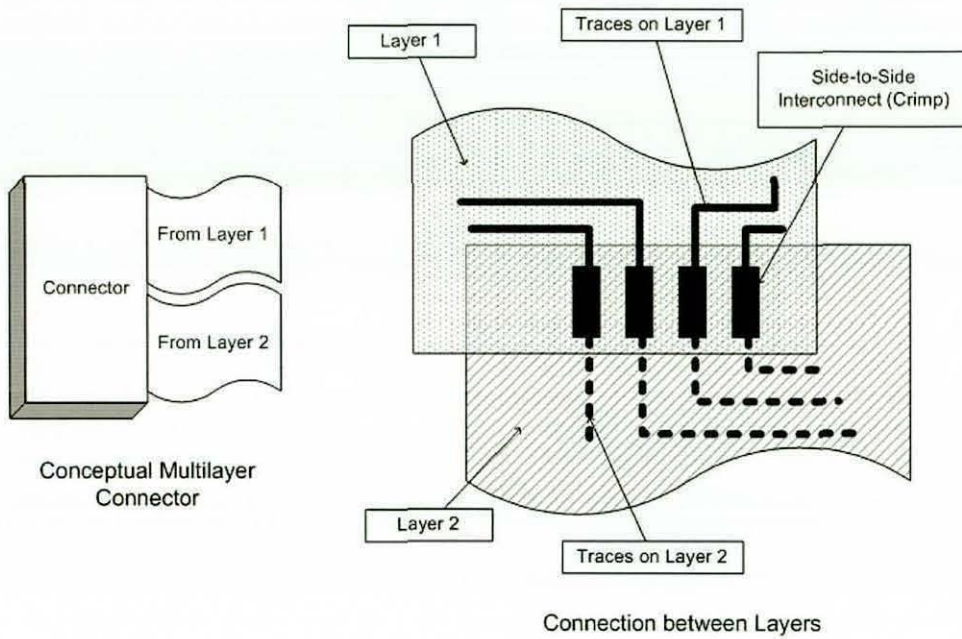 Layer 1
Traces on Layer 1
Side-to-Side
Interconnect (Crimp)
From Layer 1
Connector
From Layer 2
Conceptual Multilayer
Connector
Layer 2
Traces on Layer 2
Connection between Layers